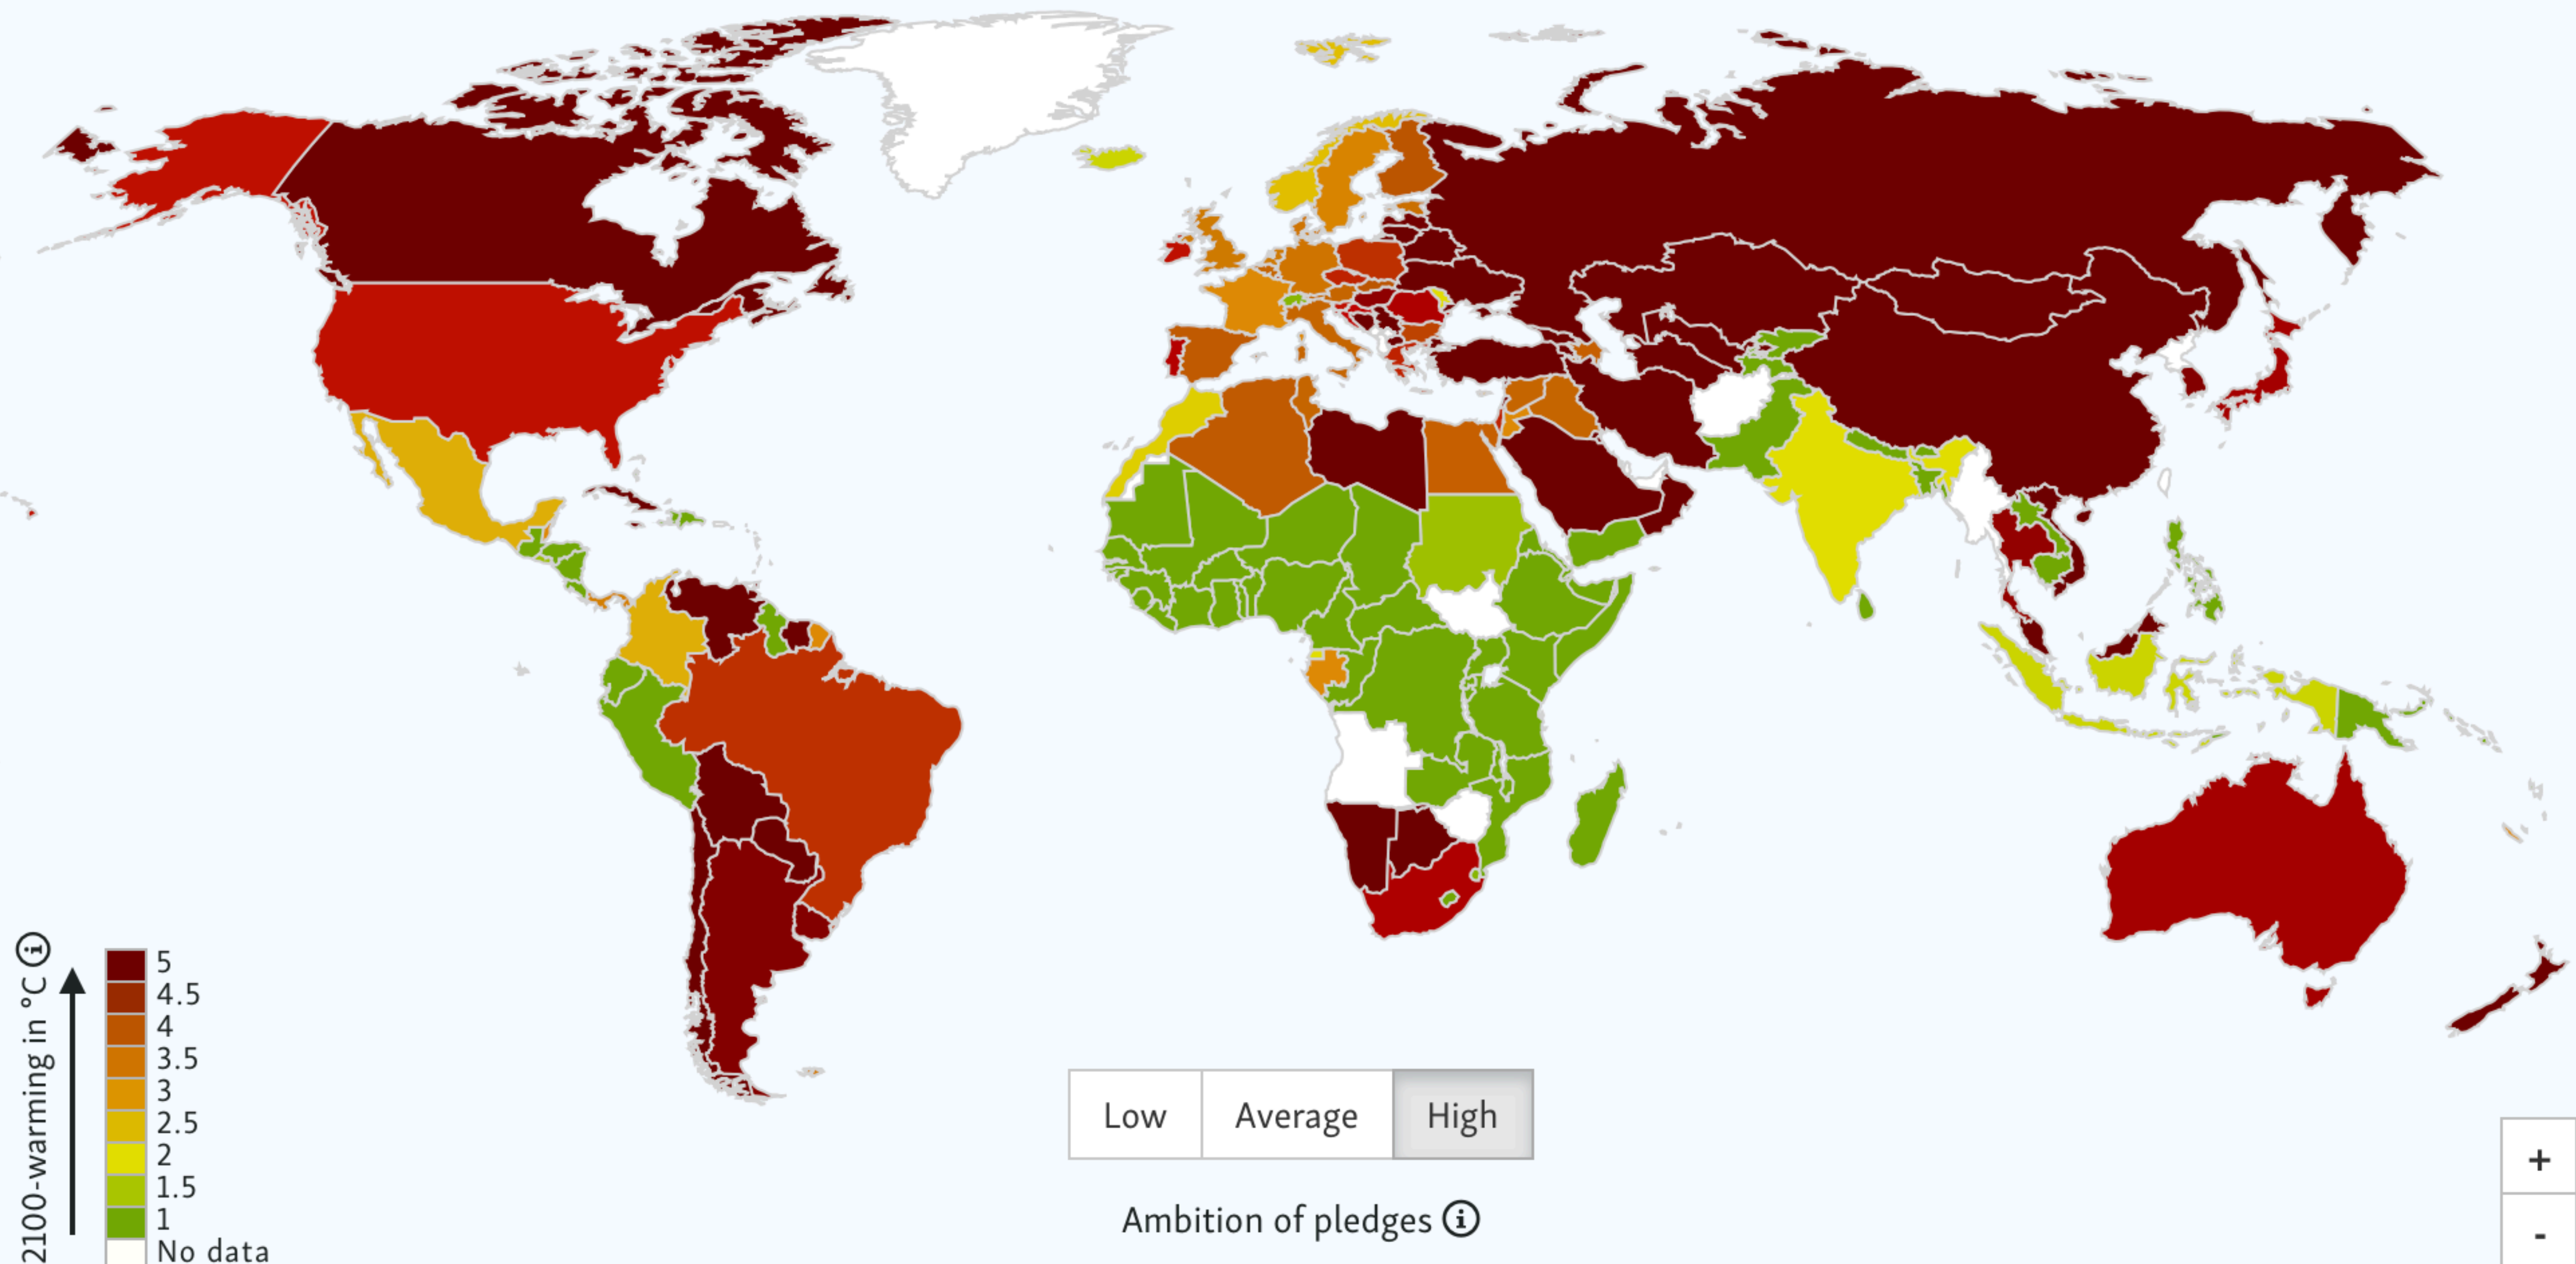 2100-warming in °C
5
4.5
4
3.5
3
2.5
2
1.5
1
No data
Low
Average
High
Ambition of pledges
+
-